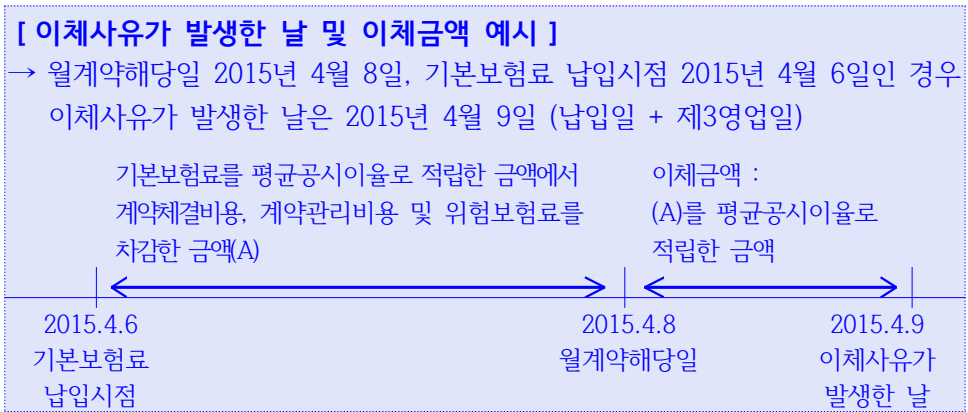 [ 이체사유가 발생한 날 및 이체금액 예시 ]
→ 월계약해당일 2015년 4월 8일, 기본보험료 납입시점 2015년 4월 6일인 경우
이체사유가 발생한 날은 2015년 4월 9일 (납입일 + 제3영업일)
기본보험료를 평균공시이율로 적립한 금액에서
계약체결비용, 계약관리비용 및 위험보험료를
차감한 금액(A)
이체금액 :
(A)를 평균공시이율로
적립한 금액
2015.4.6
기본보험료
납입시점
2015.4.8
월계약해당일
2015.4.9
이체사유가
발생한 날